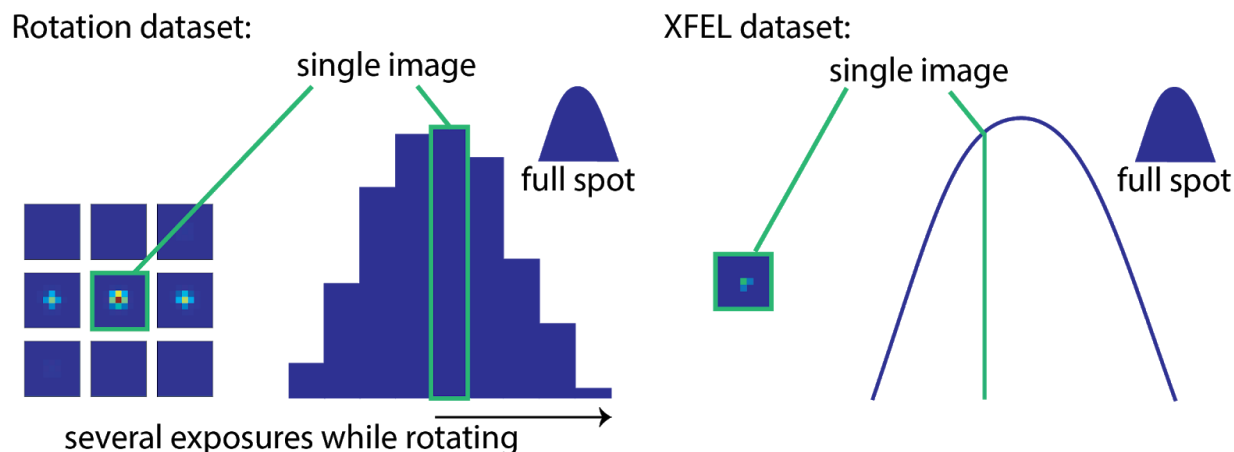 Rotation dataset:
single image
full spot
several exposures while rotating
XFEL dataset:
single image
full spot